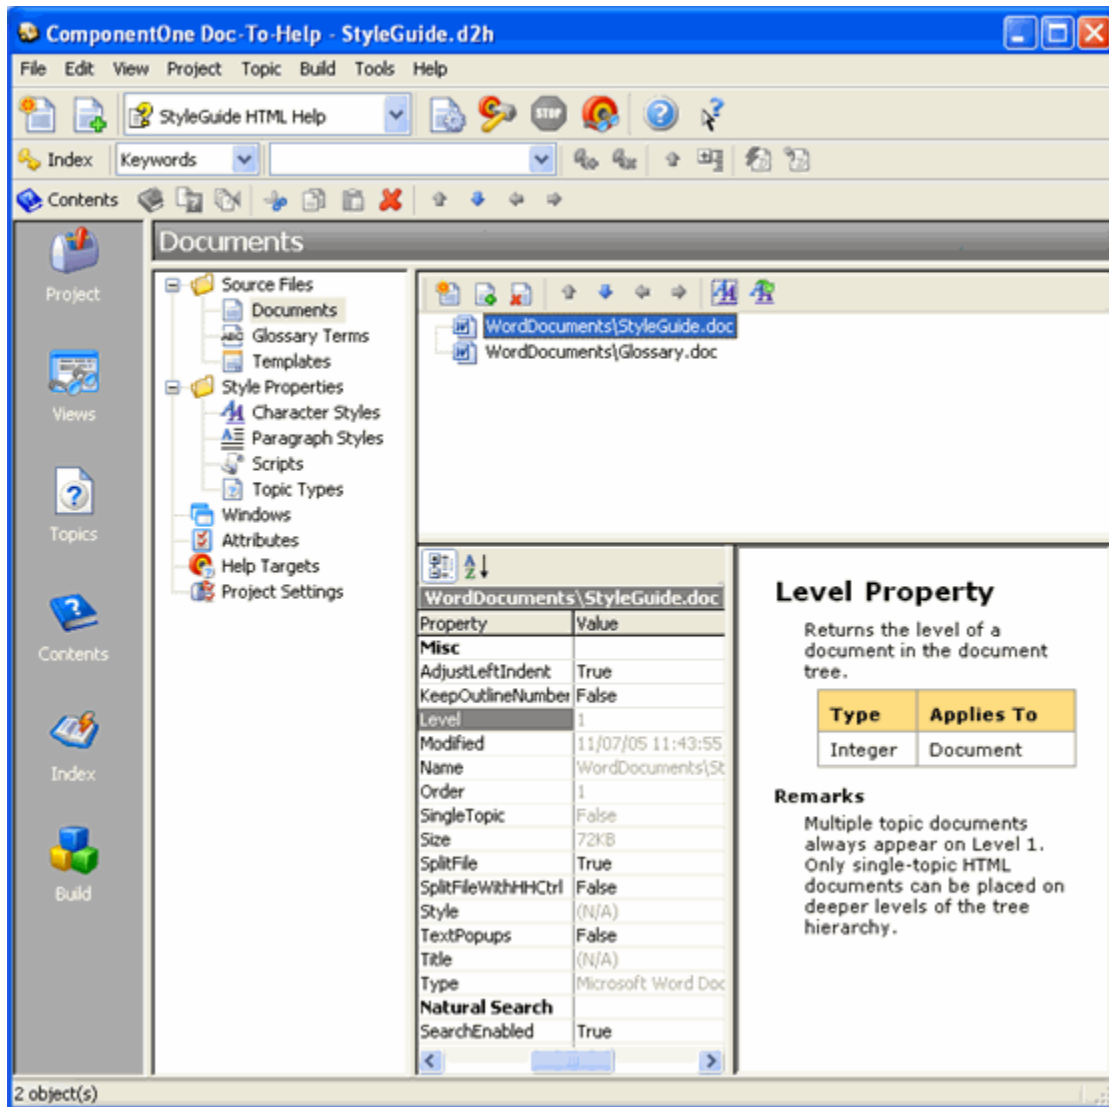 ComponentOne Doc-To-Help - StyleGuide.d2h
File Edit View Project Topic Build Tools Help
StyleGuide HTML Help STOP
Index Keywords
Contents
Documents
Project
Views
Topics
Contents
Index
Build
Source Files
Documents
Glossary Terms
Templates
Style Properties
Character Styles
Paragraph Styles
Scripts
Topic Types
Windows
Attributes
Help Targets
Project Settings
WordDocuments\StyleGuide.doc
WordDocuments\Glossary.doc
WordDocuments\StyleGuide.doc
Property Value
Misc
AdjustLeftIndent True
KeepOutlineNumber False
Level 1
Modified 11/07/05 11:43:55
Name WordDocuments\St
Order 1
SingleTopic False
Size 72KB
SplitFile True
SplitFileWithHHCtrl False
Style (N/A)
TextPopups False
Title (N/A)
Type Microsoft Word Doc
Natural Search
SearchEnabled True
Level Property
Returns the level of a
document in the document
tree.
Type Applies To
Integer Document
Remarks
Multiple topic documents
always appear on Level 1.
Only single-topic HTML
documents can be placed on
deeper levels of the tree
hierarchy.
2 object(s)